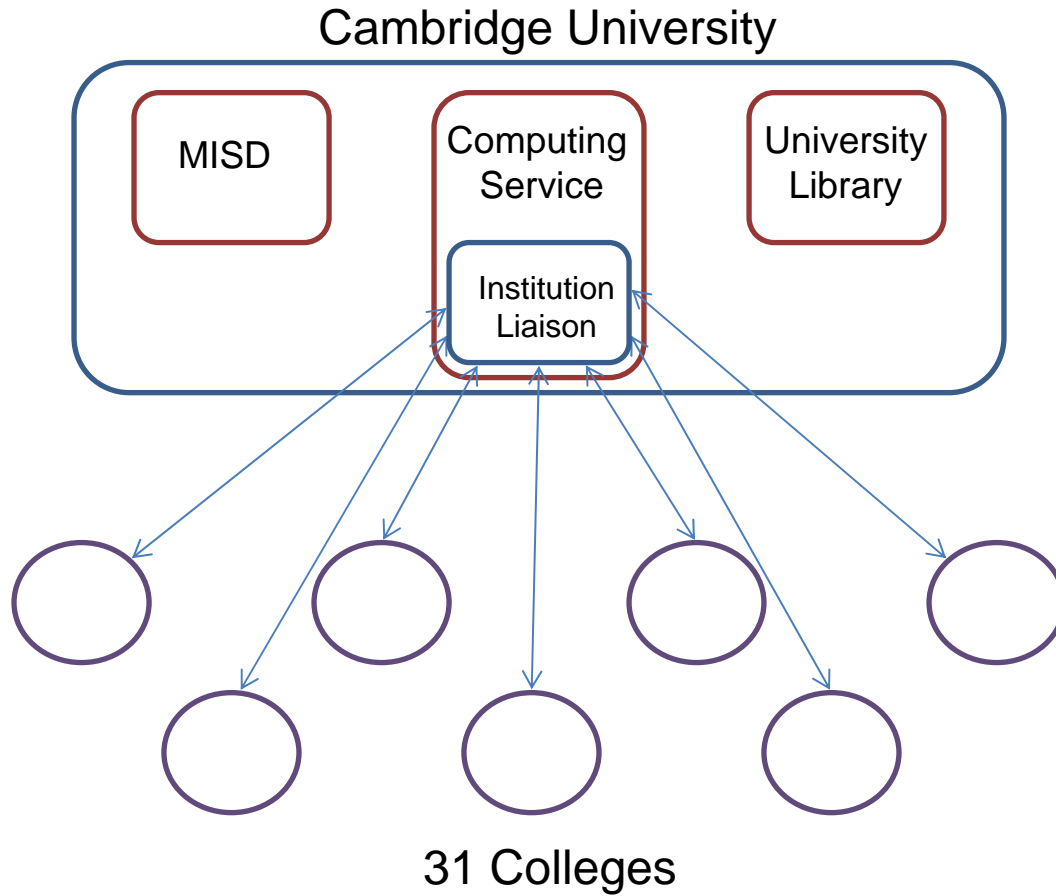 Cambridge University
MISD
Computing
Service
University
Library
Institution
Liaison
31 Colleges